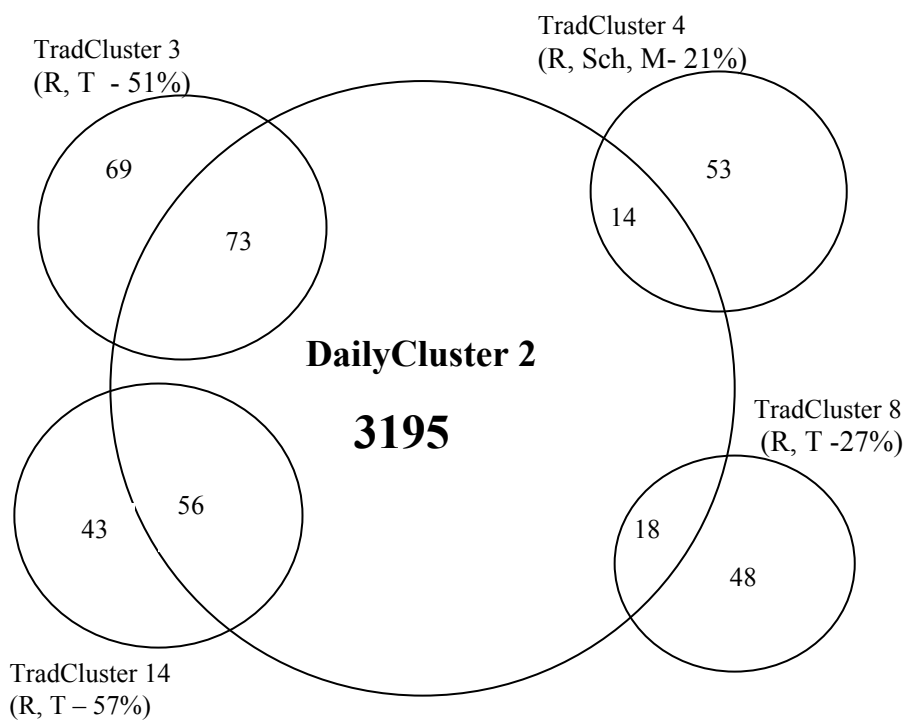 TradCluster 3
(R, T  - 51%)
TradCluster 4
(R, Sch, M- 21%)
69
73
53
14
DailyCluster 2
3195
TradCluster 8
(R, T -27%)
56
43
18
48
TradCluster 14
(R, T – 57%)